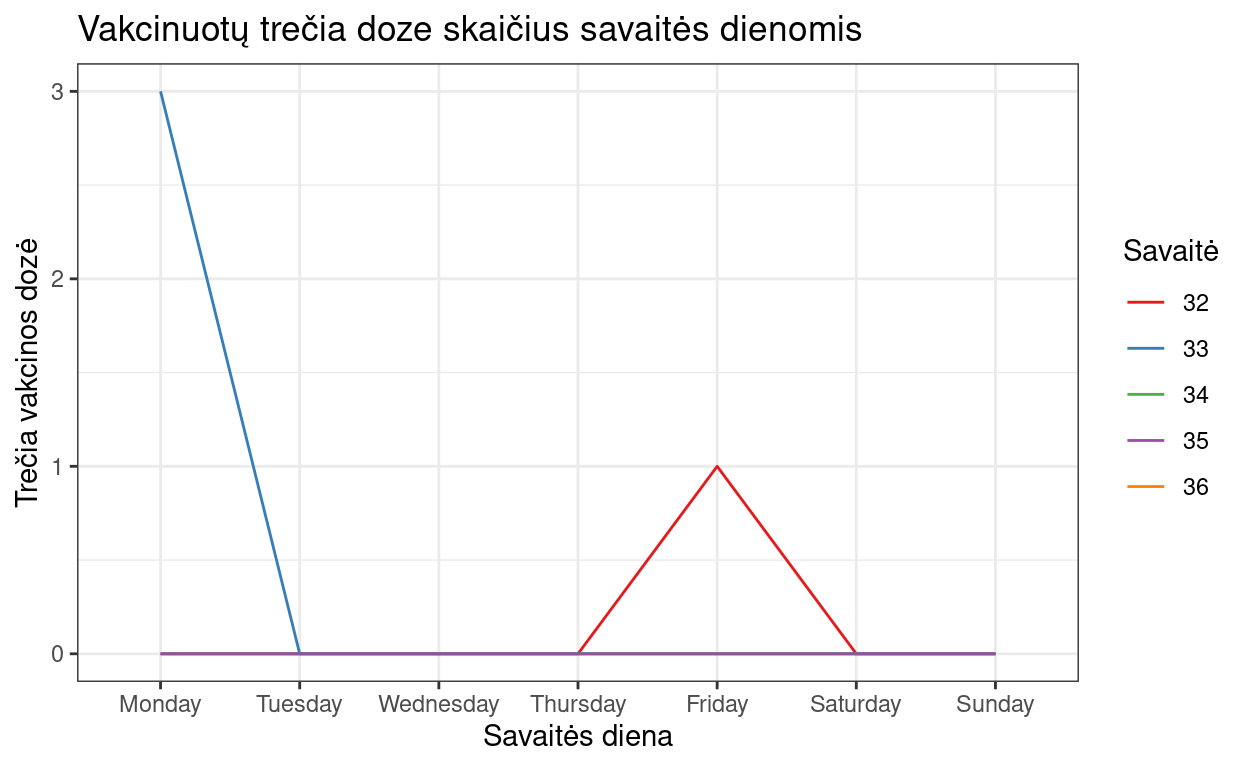 Vakcinuotų trečia doze skaičius savaitės dienomis
Trečia vakcinos dozė
3
2
1
0
Monday Tuesday Wednesday Thursday Friday Saturday Sunday
Savaitės diena
Savaitė
32
33
34
35
36